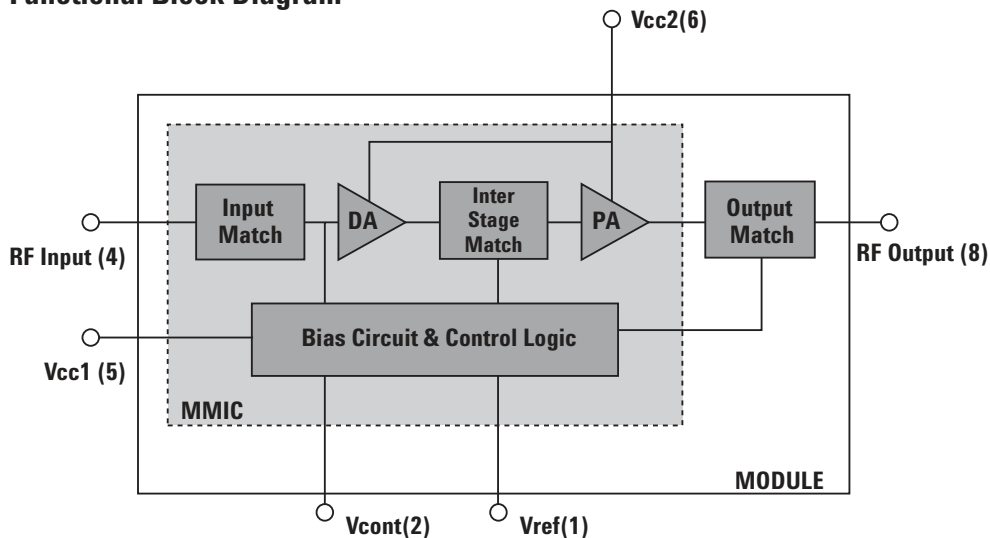 Functional Block Diagram
Vcc2(6)
Input
Match
DA
Inter
Stage
Match
PA
Output
Match
RF Input (4)
RF Output (8)
Bias Circuit & Control Logic
Vcc1 (5)
MMIC
MODULE
Vcont(2)
Vref(1)